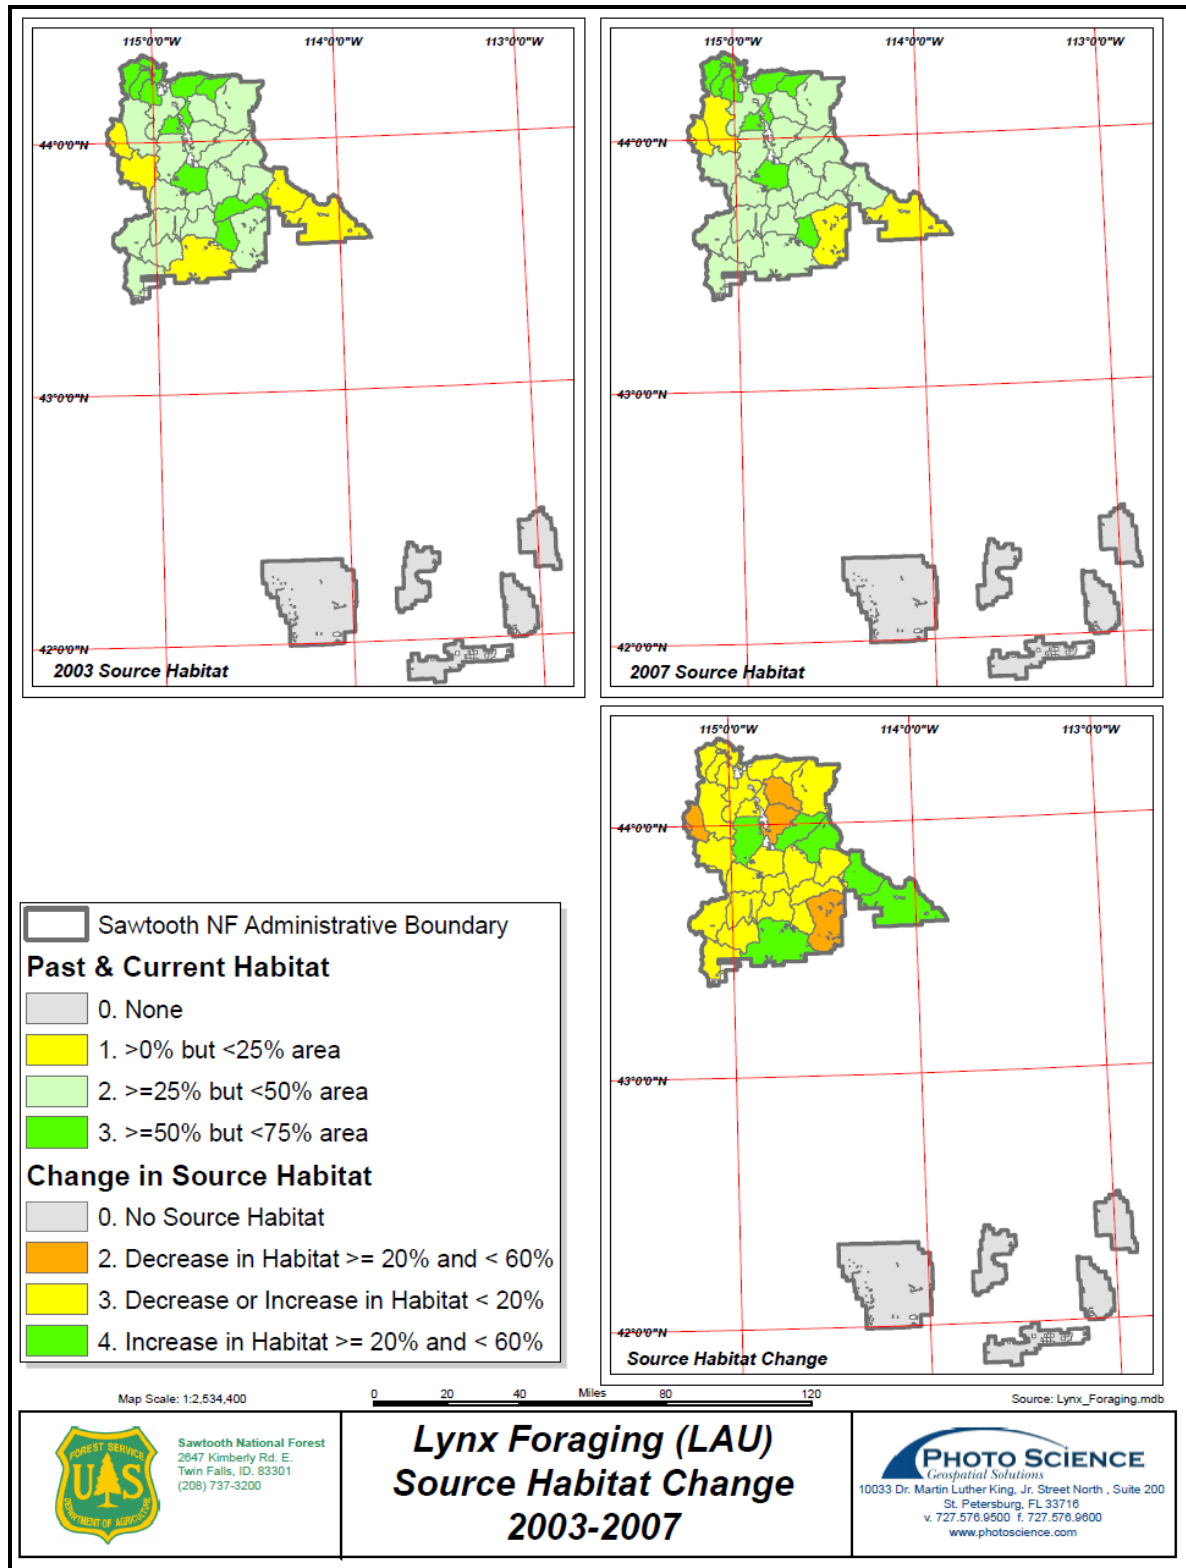 115°0'0"W 114°0'0"W 113°0'0"W
44°0'0"N
43°0'0"N
42°0'0"N
2003 Source Habitat
115°0'0"W 114°0'0"W 113°0'0"W
44°0'0"N
43°0'0"N
42°0'0"N
2007 Source Habitat
115°0'0"W 114°0'0"W 113°0'0"W
44°0'0"N
43°0'0"N
42°0'0"N
Source Habitat Change
Sawtooth NF Administrative Boundary
Past & Current Habitat
0. None
1. >0% but <25% area
2. >=25% but <50% area
3. >=50% but <75% area
Change in Source Habitat
0. No Source Habitat
2. Decrease in Habitat >= 20% and < 60%
3. Decrease or Increase in Habitat < 20%
4. Increase in Habitat >= 20% and < 60%
Map Scale: 1:2,534,400
0 20 40 Miles 80 120
Source: Lynx_Foraging.mdb
FOREST SERVICE
U S
DEPARTMENT OF AGRICULTURE
Sawtooth National Forest
2647 Kimberly Rd. E.
Twin Falls, ID. 83301
(208) 737-3200
Lynx Foraging (LAU)
Source Habitat Change
2003-2007
PHOTO SCIENCE
Geospatial Solutions
10033 Dr. Martin Luther King, Jr. Street North , Suite 200
St. Petersburg, FL 33716
v. 727.576.9500 f. 727.576.9600
www.photoscience.com